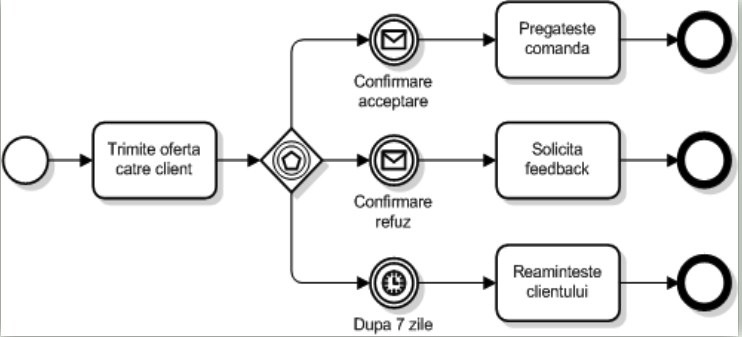 Trimite oferta
catre client
Confirmare
acceptare
Pregateste
comanda
Confirmare
refuz
Solicita
feedback
Dupa 7 zile
Reaminteste
clientului